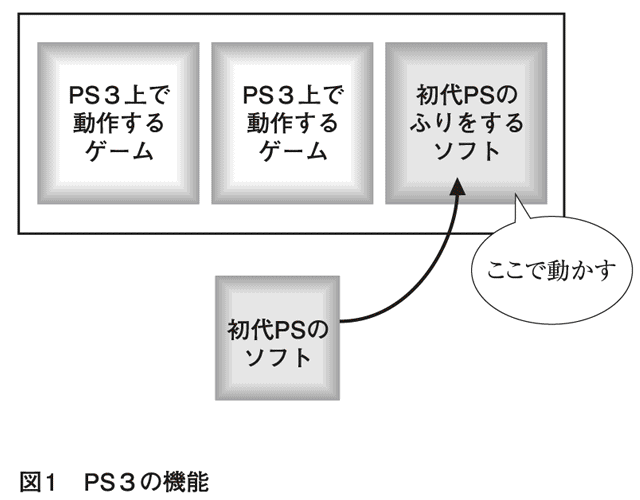 PS3上で
動作する
ゲーム
PS3上で
動作する
ゲーム
初代PSの
ふりをする
ソフト
ここで動かす
初代PSの
ソフト
図1　PS3の機能